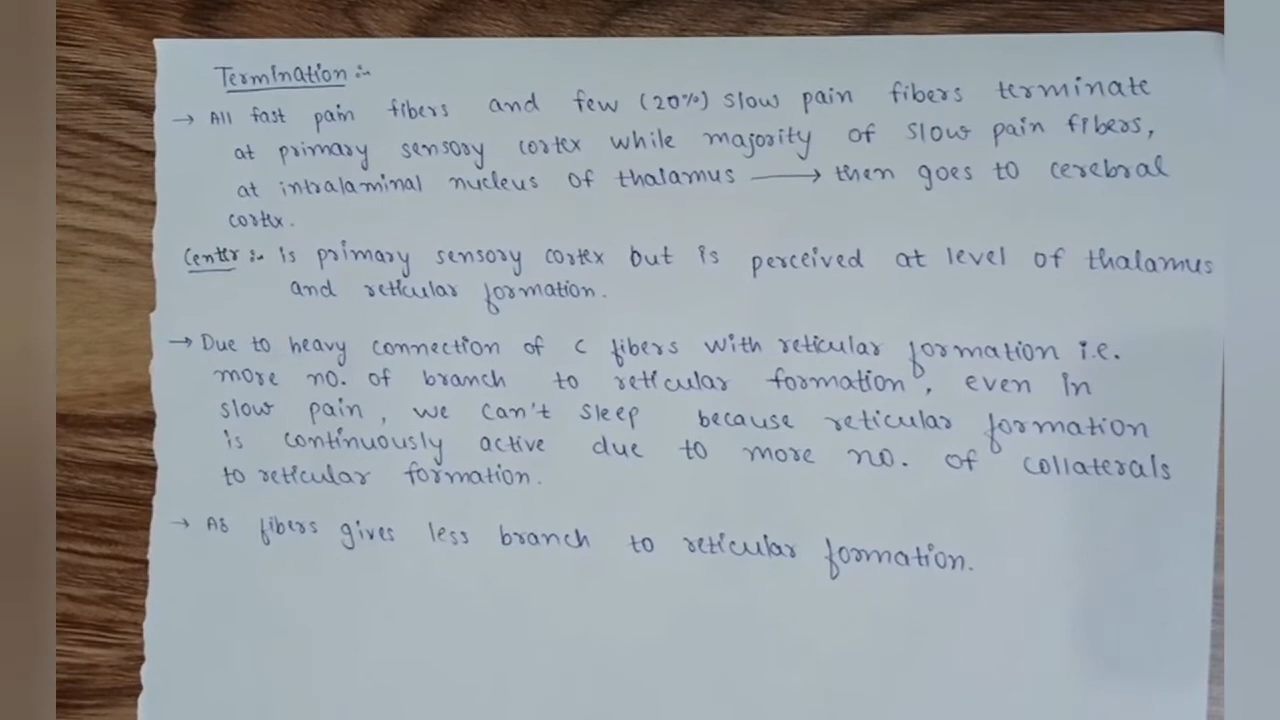 Termination :-
→ All fast pain fibers and few (20%) slow pain fibers terminate
at primary sensory cortex while majority of slow pain fibers,
at intralaminal nucleus of thalamus ⟶ then goes to cerebral
cortex.
Center :- is primary sensory cortex but is perceived at level of thalamus
and reticular formation.
→ Due to heavy connection of C fibers with reticular formation i.e.
more no. of branch to reticular formation, even in
slow pain, we can't sleep because reticular formation
is continuously active due to more no. of collaterals
to reticular formation.
→ Aδ fibers gives less branch to reticular formation.